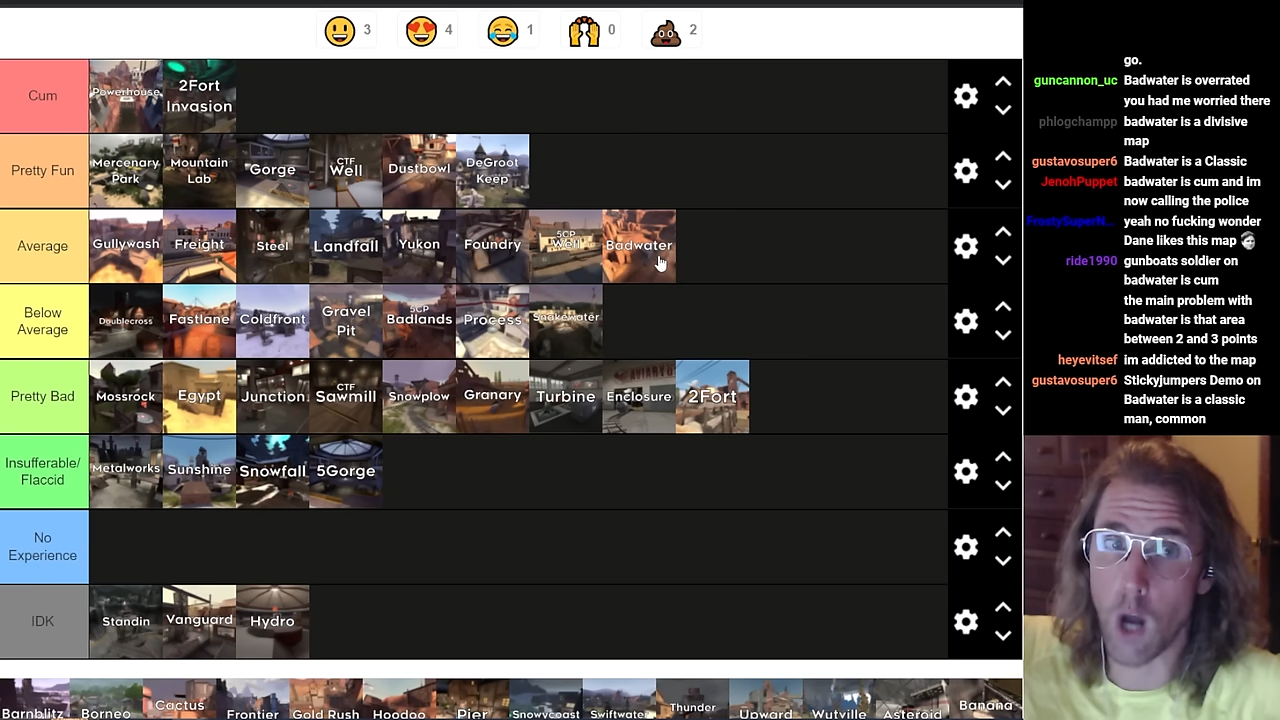 3
4
1
0
2
Cum
Powerhouse
2Fort
Invasion
Pretty Fun
Mercenary
Park
Mountain
Lab
Gorge
CTF
Well
Dustbowl
DeGroot
Keep
Average
Gullywash
Freight
Steel
Landfall
Yukon
Foundry
5CP
Well
Badwater
Below
Average
Doublecross
Fastlane
Coldfront
Gravel
Pit
5CP
Badlands
Process
Snakewater
Pretty Bad
Mossrock
Egypt
Junction
CTF
Sawmill
Snowplow
Granary
Turbine
Enclosure
2Fort
Insufferable/
Flaccid
Metalworks
Sunshine
Snowfall
5Gorge
No
Experience
IDK
Standin
Vanguard
Hydro
Barnblitz
Borneo
Cactus
Frontier
Gold Rush
Hoodoo
Pier
Snowycoast
Swiftwater
Thunder
Upward
Wutville
Asteroid
Banana
go.
guncannon_uc Badwater is overrated
you had me worried there
phlogchampp badwater is a divisive
map
gustavosuper6 Badwater is a Classic
JenohPuppet badwater is cum and im
now calling the police
FrostySuperN... yeah no fucking wonder
Dane likes this map
ride1990 gunboats soldier on
badwater is cum
the main problem with
badwater is that area
between 2 and 3 points
heyevitsef im addicted to the map
gustavosuper6 Stickyjumpers Demo on
Badwater is a classic
man, common